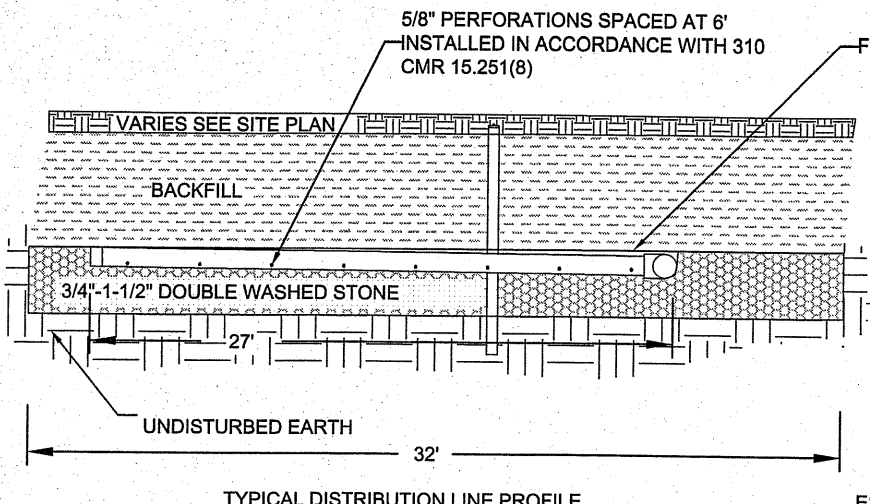 5/8" PERFORATIONS SPACED AT 6'
INSTALLED IN ACCORDANCE WITH 310
CMR 15.251(8)
F
VARIES SEE SITE PLAN
BACKFILL
3/4"-1-1/2" DOUBLE WASHED STONE
27'
UNDISTURBED EARTH
32'
TYPICAL DISTRIBUTION LINE PROFILE